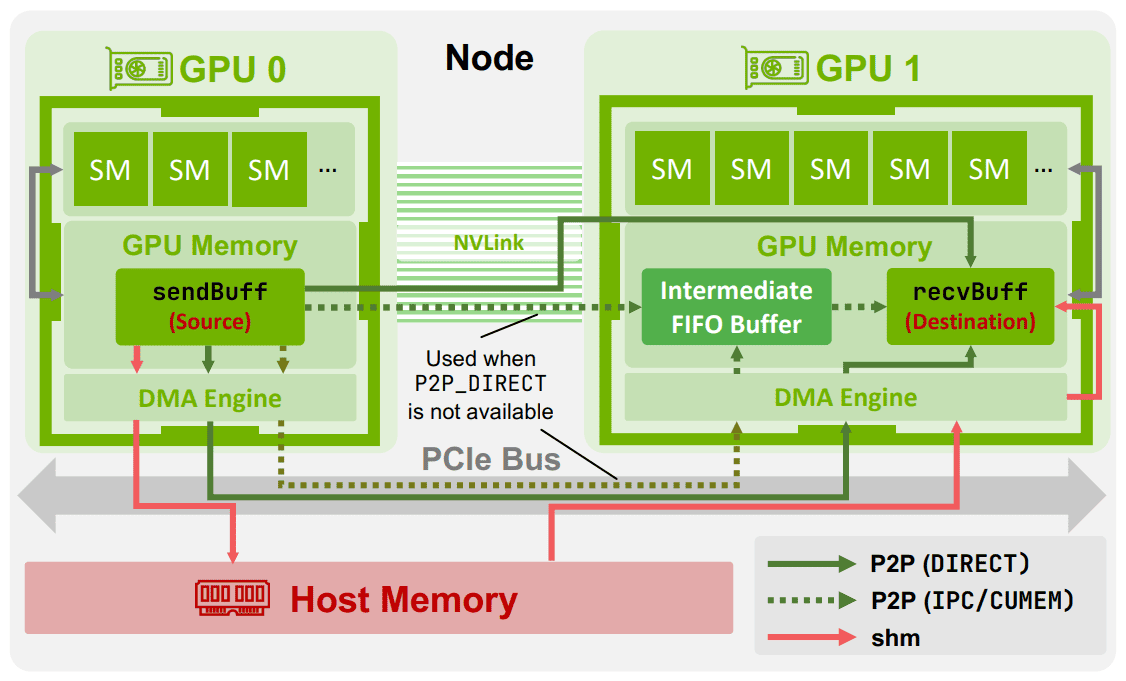 GPU 0
Node
GPU 1
SM SM SM ...
SM SM SM SM SM ...
GPU Memory
NVLink
GPU Memory
sendBuff
(Source)
Intermediate
FIFO Buffer
recvBuff
(Destination)
Used when
P2P_DIRECT
is not available
DMA Engine
DMA Engine
PCIe Bus
Host Memory
P2P (DIRECT)
P2P (IPC/CUMEM)
shm